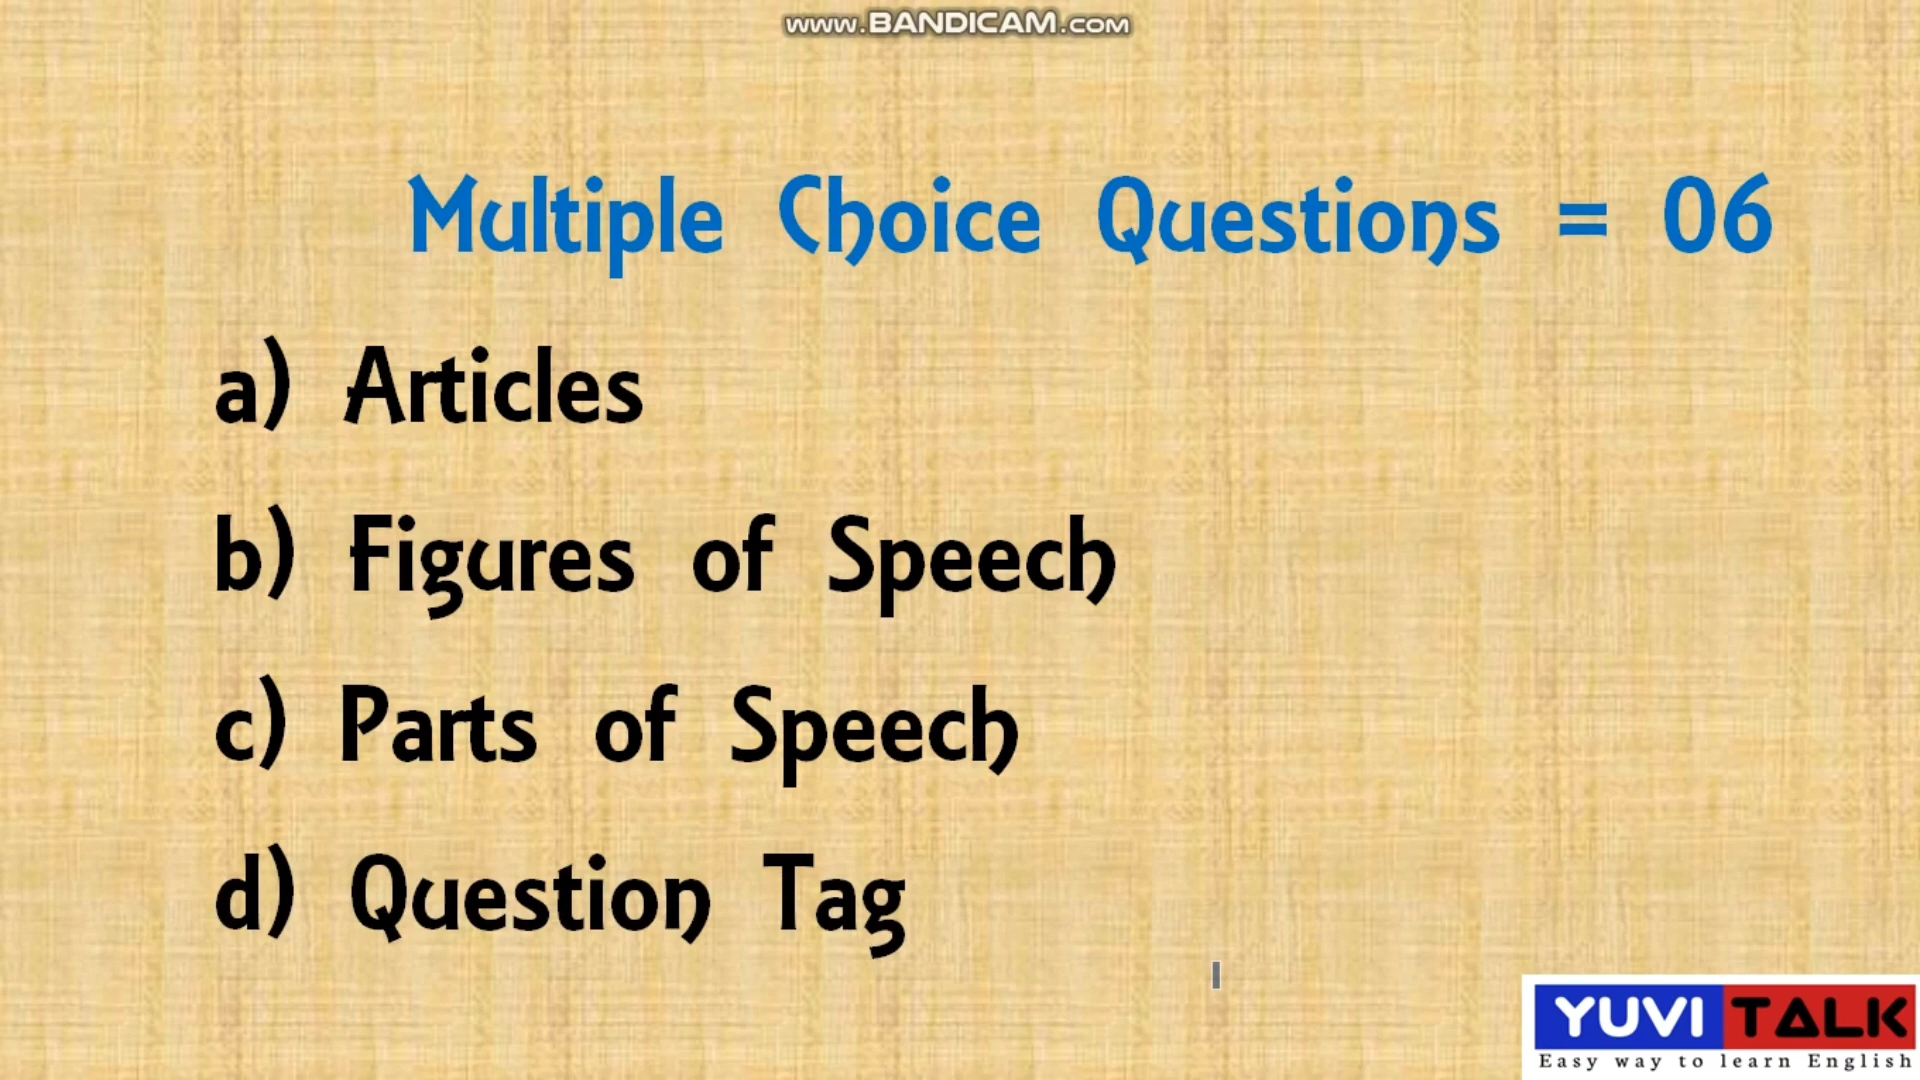 www.BANDICAM.com
Multiple Choice Questions = 06
a) Articles
b) Figures of Speech
c) Parts of Speech
d) Question Tag
YUVI TALK
Easy way to learn English